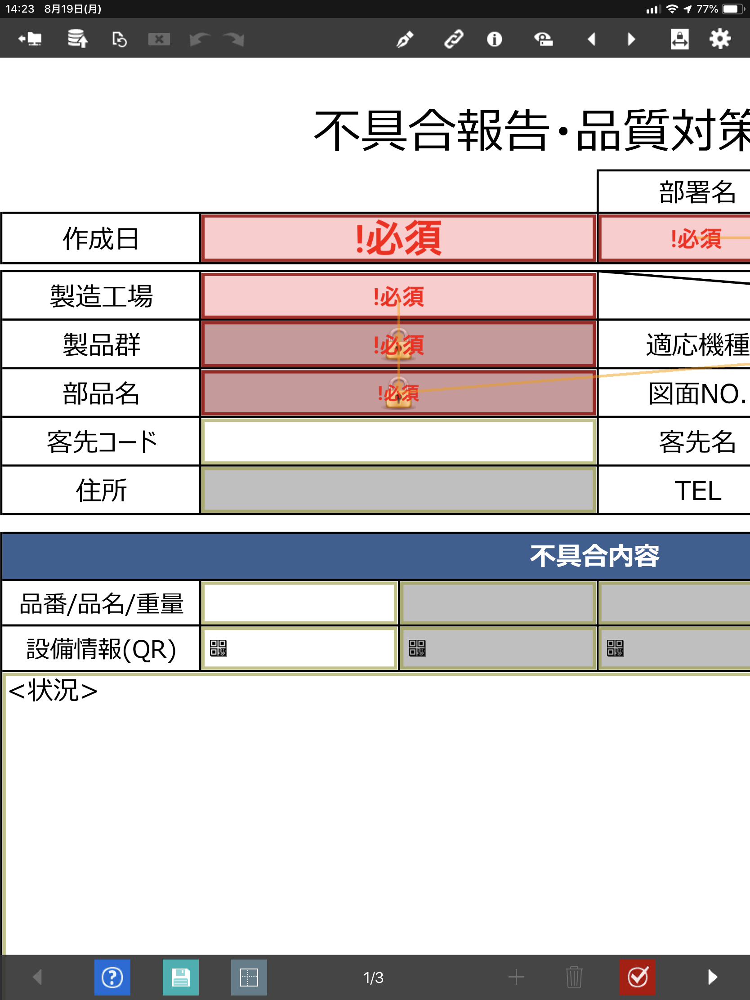 14:23 8月19日(月) 77%
不具合報告・品質対策
部署名
作成日 !必須 !必須
製造工場 !必須
製品群 !必須 適応機種
部品名 !必須 図面NO.
客先コード 客先名
住所 TEL
不具合内容
品番/品名/重量
設備情報(QR)
<状況>
1/3